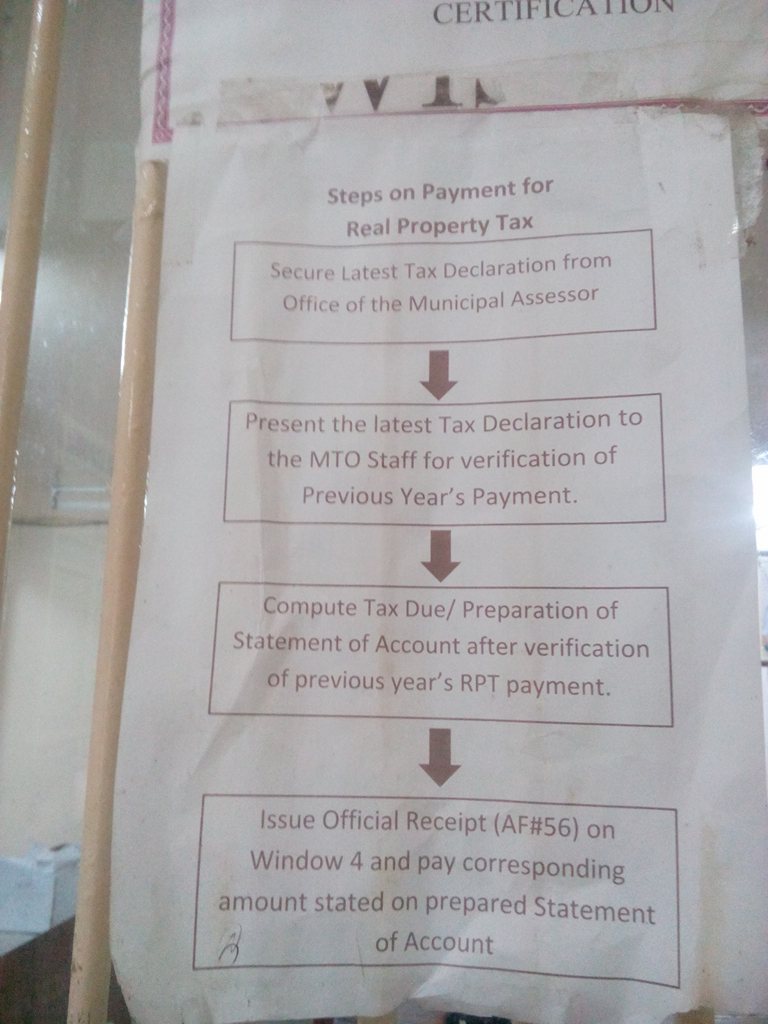 CERTIFICATION
Steps on Payment for
Real Property Tax
Secure Latest Tax Declaration from
Office of the Municipal Assessor
Present the latest Tax Declaration to
the MTO Staff for verification of
Previous Year's Payment.
Compute Tax Due/ Preparation of
Statement of Account after verification
of previous year's RPT payment.
Issue Official Receipt (AF#56) on
Window 4 and pay corresponding
amount stated on prepared Statement
of Account